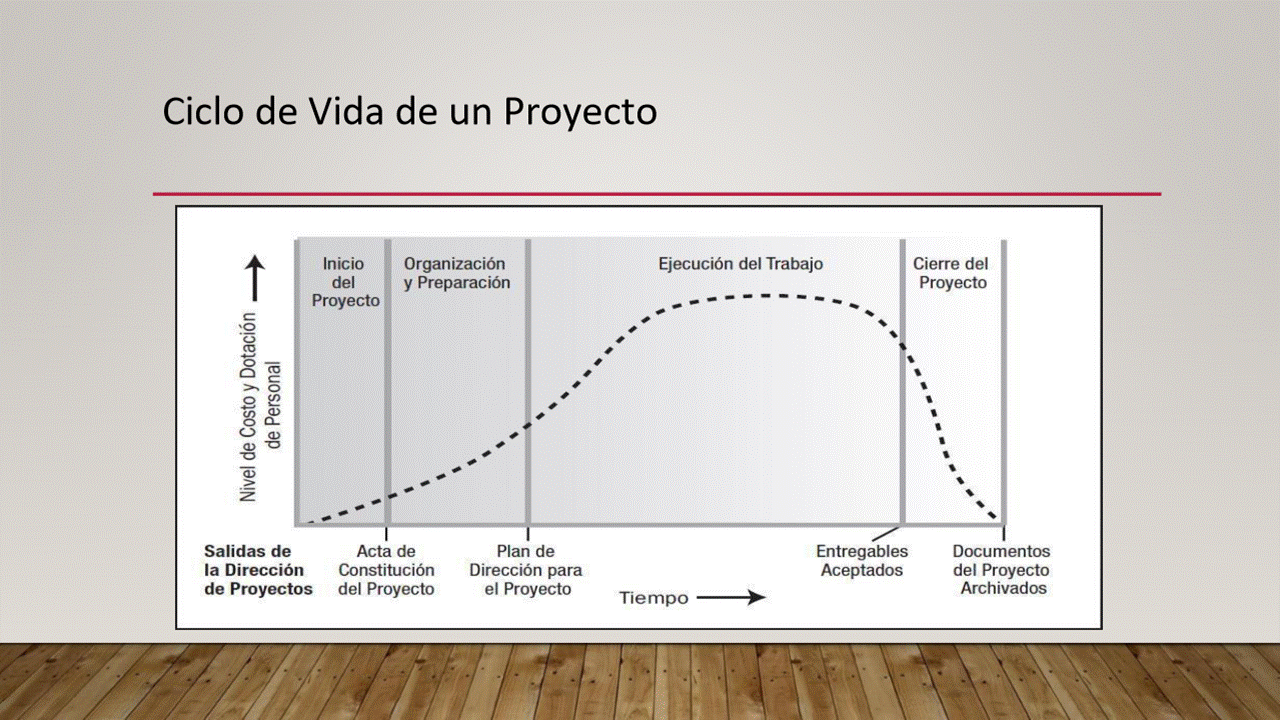 Ciclo de Vida de un Proyecto
Inicio
del
Proyecto
Organización
y Preparación
Ejecución del Trabajo
Cierre del
Proyecto
Nivel de Costo y Dotación
de Personal
Salidas de
la Dirección
de Proyectos
Acta de
Constitución
del Proyecto
Plan de
Dirección para
el Proyecto
Tiempo
Entregables
Aceptados
Documentos
del Proyecto
Archivados